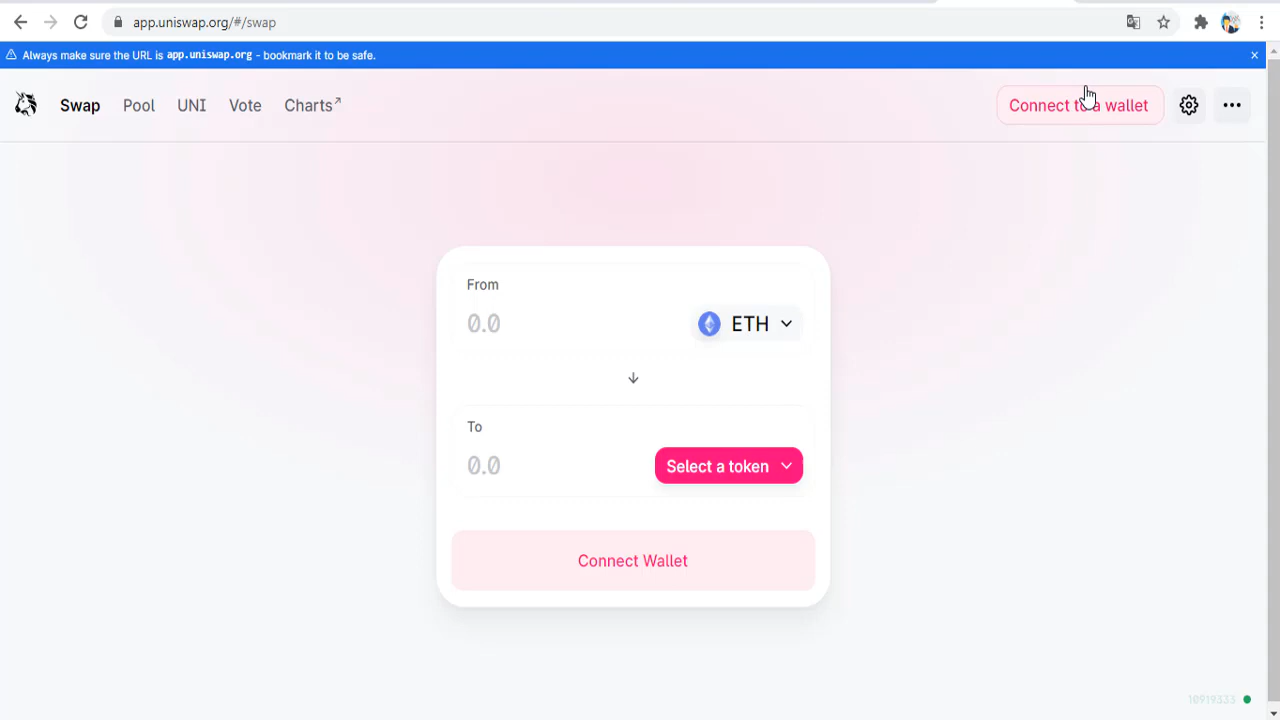 app.uniswap.org/#/swap
Always make sure the URL is app.uniswap.org - bookmark it to be safe.
Swap Pool UNI Vote Charts↗ Connect to a wallet
From
0.0 ETH
To
0.0 Select a token
Connect Wallet
10919333